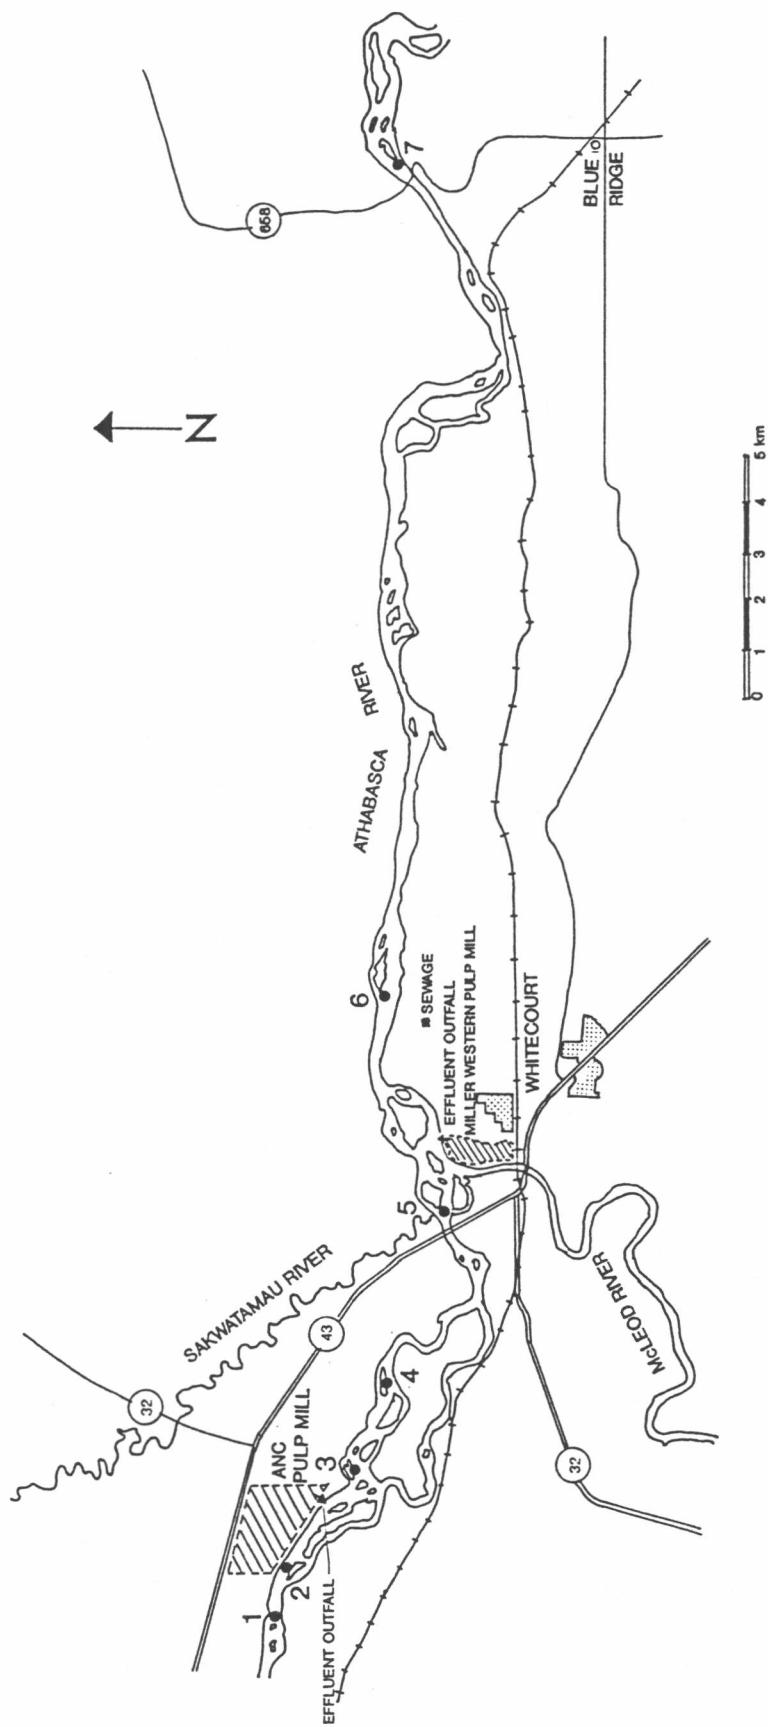 658
7
BLUE
RIDGE
N
0 1 2 3 4 5 km
ATHABASCA RIVER
6
SEWAGE
EFFLUENT OUTFALL
MILLER WESTERN PULP MILL
WHITECOURT
5
SAKWATAMAU RIVER
43
32
McLEOD RIVER
4
ANC
PULP MILL
3
32
2
1
EFFLUENT OUTFALL